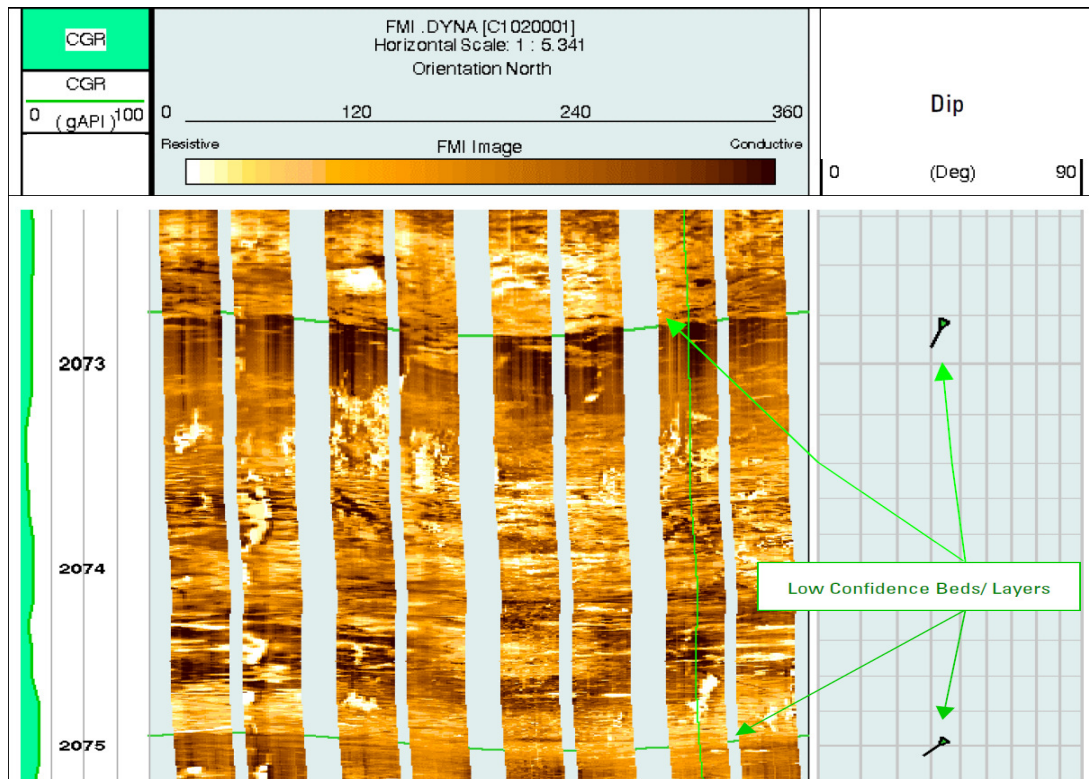 CGR
CGR
0 (gAPI) 100
FMI .DYNA [C1020001]
Horizontal Scale: 1 : 5.341
Orientation North
0 120 240 360
Resistive FMI Image Conductive
Dip
0 (Deg) 90
2073
2074
Low Confidence Beds/ Layers
2075